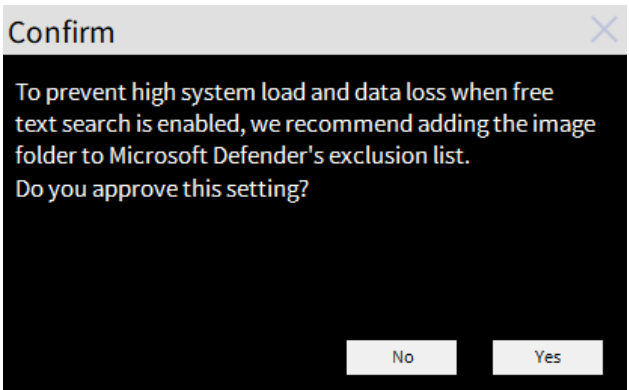 Confirm
To prevent high system load and data loss when free
text search is enabled, we recommend adding the image
folder to Microsoft Defender's exclusion list.
Do you approve this setting?
No
Yes